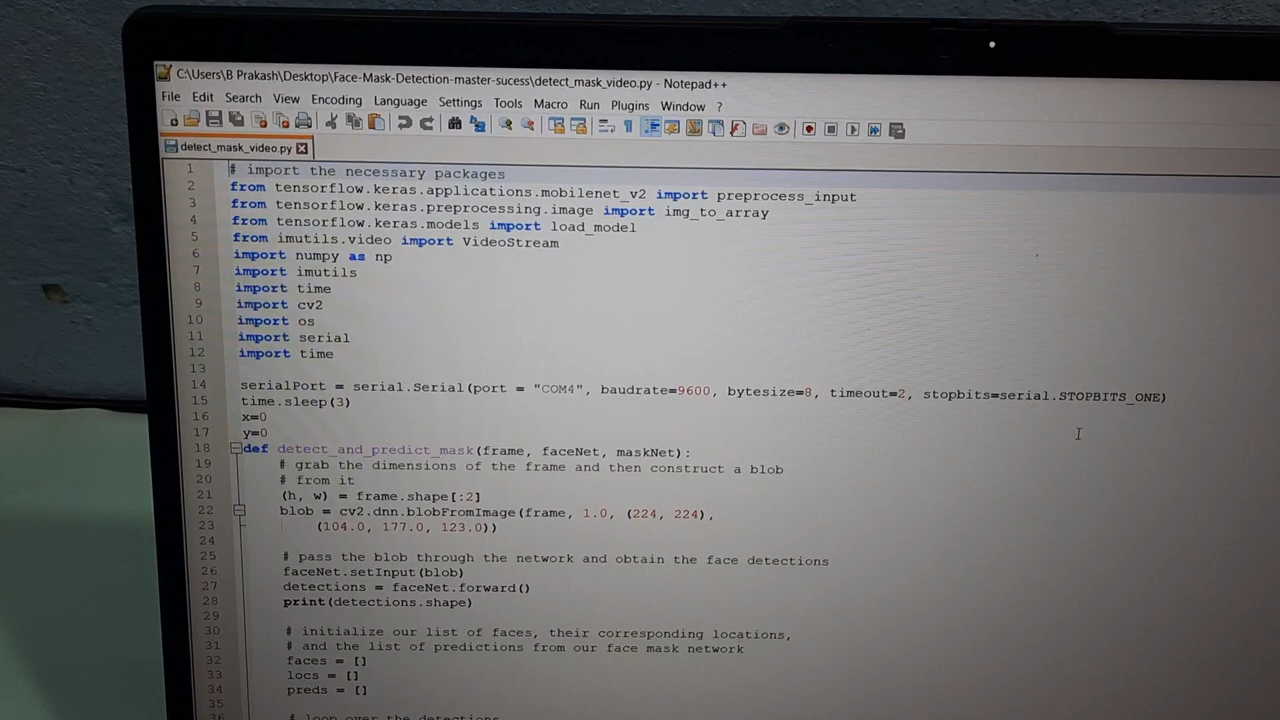 C:\Users\B Prakash\Desktop\Face-Mask-Detection-master-sucess\detect_mask_video.py - Notepad++
File Edit Search View Encoding Language Settings Tools Macro Run Plugins Window ?
detect_mask_video.py
1 # import the necessary packages
2 from tensorflow.keras.applications.mobilenet_v2 import preprocess_input
3 from tensorflow.keras.preprocessing.image import img_to_array
4 from tensorflow.keras.models import load_model
5 from imutils.video import VideoStream
6 import numpy as np
7 import imutils
8 import time
9 import cv2
10 import os
11 import serial
12 import time
13
14 serialPort = serial.Serial(port = "COM4", baudrate=9600, bytesize=8, timeout=2, stopbits=serial.STOPBITS_ONE)
15 time.sleep(3)
16 x=0
17 y=0
18 def detect_and_predict_mask(frame, faceNet, maskNet):
19 # grab the dimensions of the frame and then construct a blob
20 # from it
21 (h, w) = frame.shape[:2]
22 blob = cv2.dnn.blobFromImage(frame, 1.0, (224, 224),
23 (104.0, 177.0, 123.0))
24
25 # pass the blob through the network and obtain the face detections
26 faceNet.setInput(blob)
27 detections = faceNet.forward()
28 print(detections.shape)
29
30 # initialize our list of faces, their corresponding locations,
31 # and the list of predictions from our face mask network
32 faces = []
33 locs = []
34 preds = []
35
36 # loop over the detections